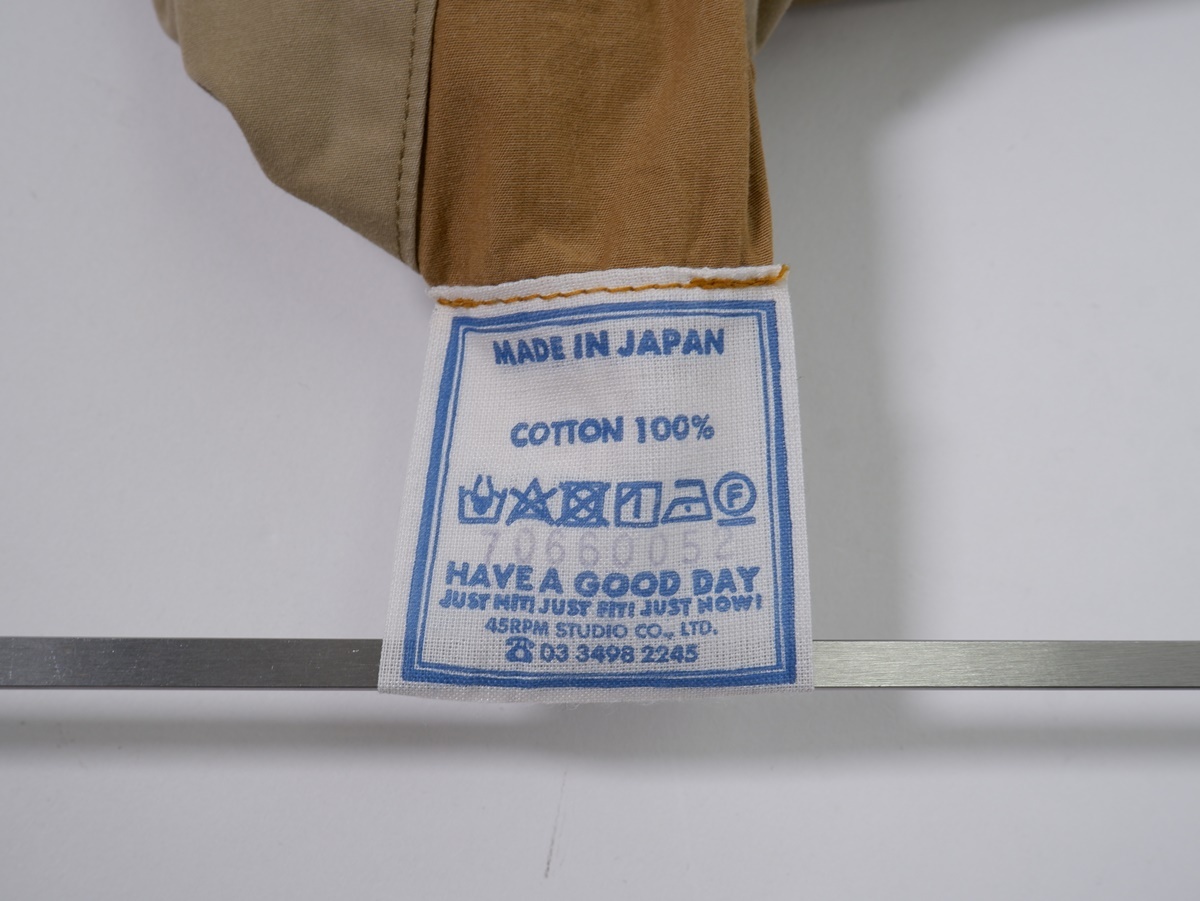 MADE IN JAPAN
COTTON 100%
F
70660052
HAVE A GOOD DAY
JUST HIT! JUST FIT! JUST NOW!
45RPM STUDIO CO., LTD.
☎ 03 3498 2245